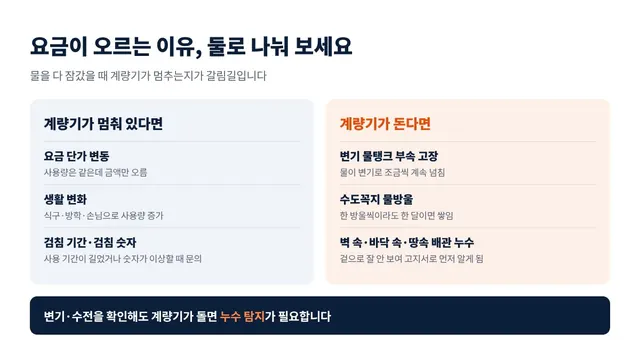 요금이 오르는 이유, 둘로 나눠 보세요
물을 다 잠갔을 때 계량기가 멈추는지가 갈림길입니다
계량기가 멈춰 있다면
요금 단가 변동
사용량은 같은데 금액만 오름
생활 변화
식구·방학·손님으로 사용량 증가
검침 기간·검침 숫자
사용 기간이 길었거나 숫자가 이상할 때 문의
계량기가 돈다면
변기 물탱크 부속 고장
물이 변기로 조금씩 계속 넘침
수도꼭지 물방울
한 방울씩이라도 한 달이면 쌓임
벽 속·바닥 속·땅속 배관 누수
겉으로 잘 안 보여 고지서로 먼저 알게 됨
변기·수전을 확인해도 계량기가 돌면 누수 탐지가 필요합니다